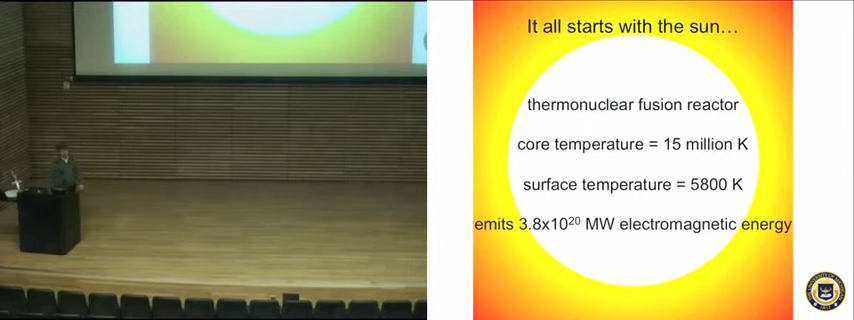 It all starts with the sun…
thermonuclear fusion reactor
core temperature = 15 million K
surface temperature = 5800 K
emits 3.8x10²⁰ MW electromagnetic energy